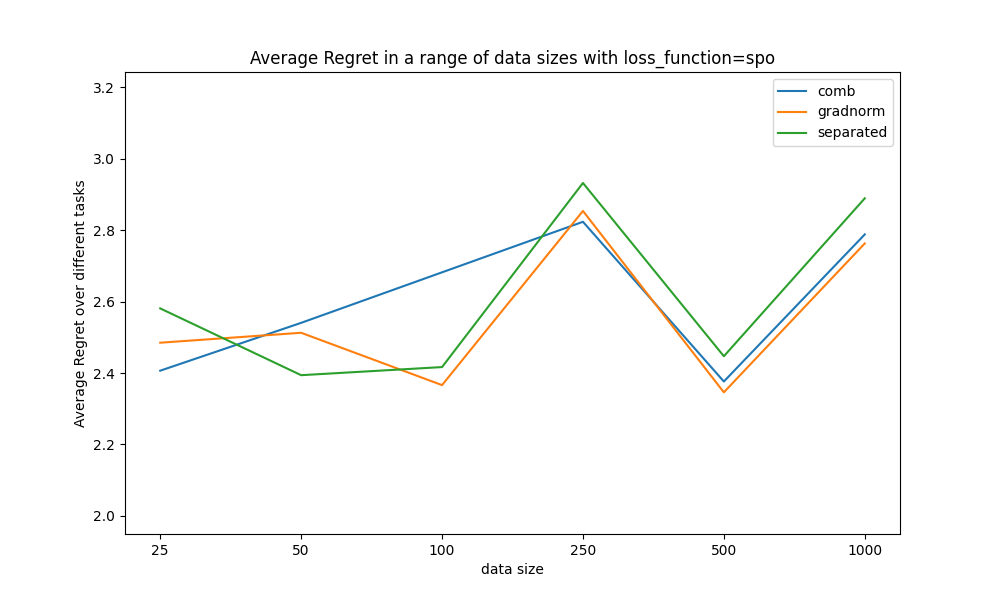 Average Regret in a range of data sizes with loss_function=spo
comb
gradnorm
separated
Average Regret over different tasks
3.2
3.0
2.8
2.6
2.4
2.2
2.0
25 50 100 250 500 1000
data size